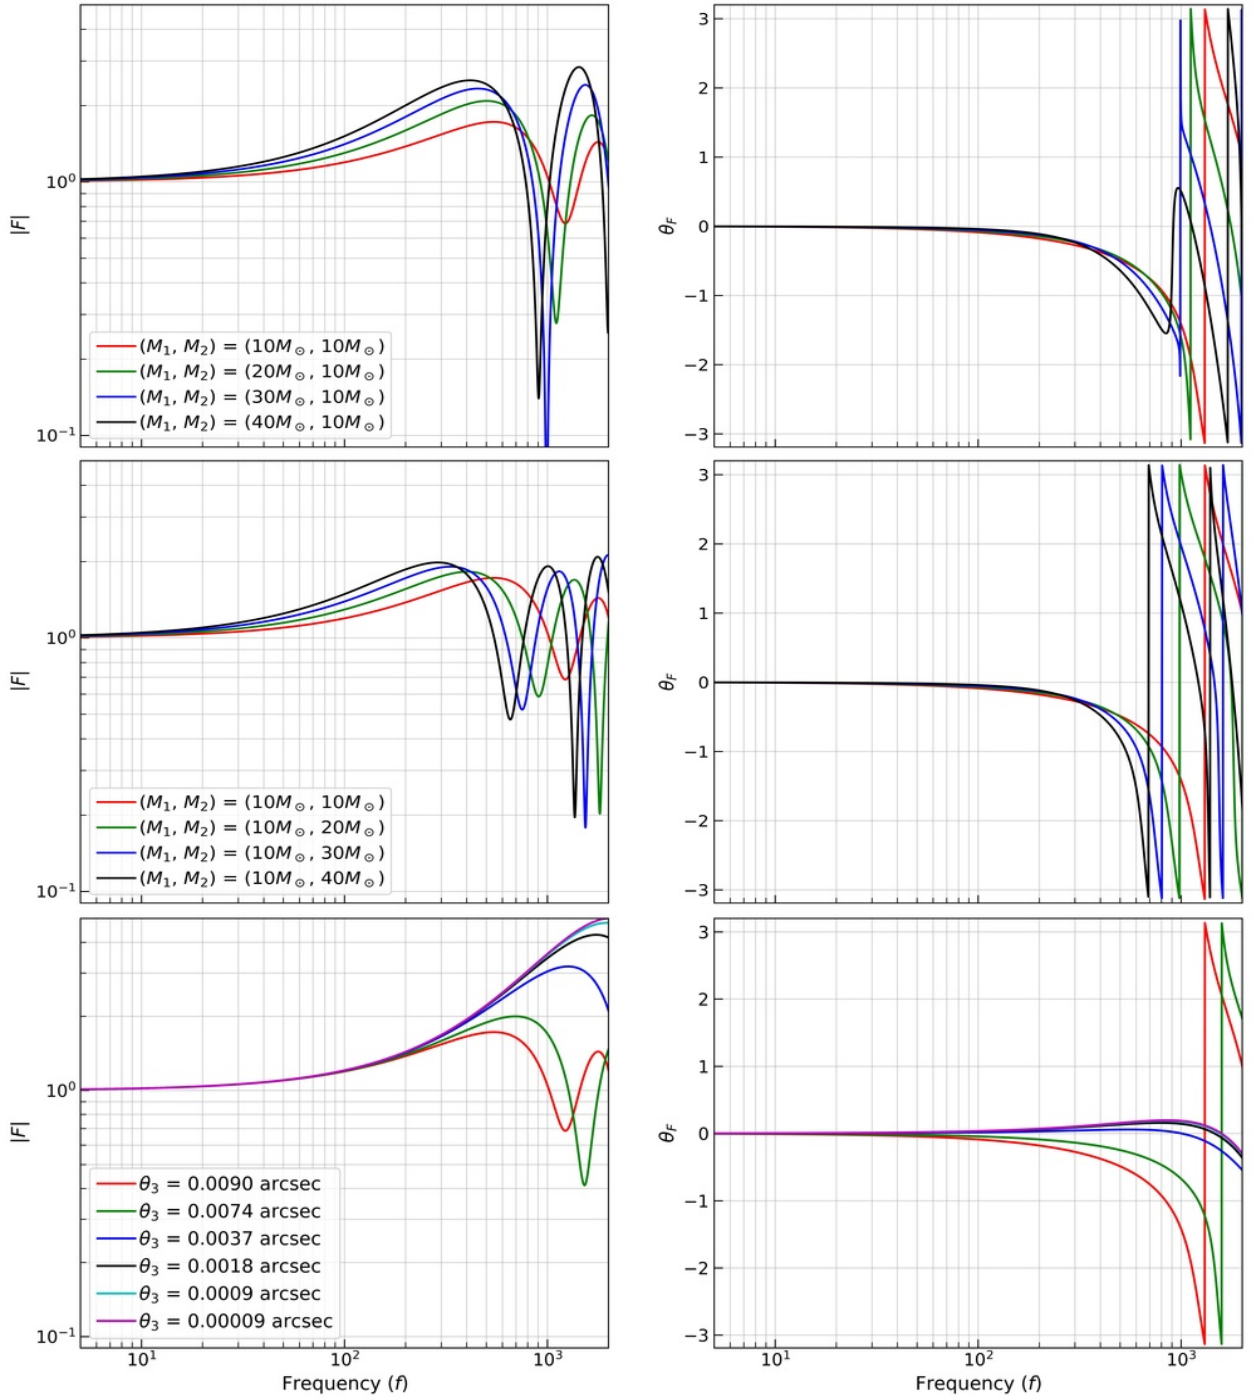 |F|
10⁰
10⁻¹
(M₁, M₂) = (10M⊙, 10M⊙)
(M₁, M₂) = (20M⊙, 10M⊙)
(M₁, M₂) = (30M⊙, 10M⊙)
(M₁, M₂) = (40M⊙, 10M⊙)
θ_F
3
2
1
0
−1
−2
−3
|F|
10⁰
10⁻¹
(M₁, M₂) = (10M⊙, 10M⊙)
(M₁, M₂) = (10M⊙, 20M⊙)
(M₁, M₂) = (10M⊙, 30M⊙)
(M₁, M₂) = (10M⊙, 40M⊙)
θ_F
3
2
1
0
−1
−2
−3
|F|
10⁰
10⁻¹
θ₃ = 0.0090 arcsec
θ₃ = 0.0074 arcsec
θ₃ = 0.0037 arcsec
θ₃ = 0.0018 arcsec
θ₃ = 0.0009 arcsec
θ₃ = 0.00009 arcsec
10¹ 10² 10³
Frequency (f)
θ_F
3
2
1
0
−1
−2
−3
10¹ 10² 10³
Frequency (f)